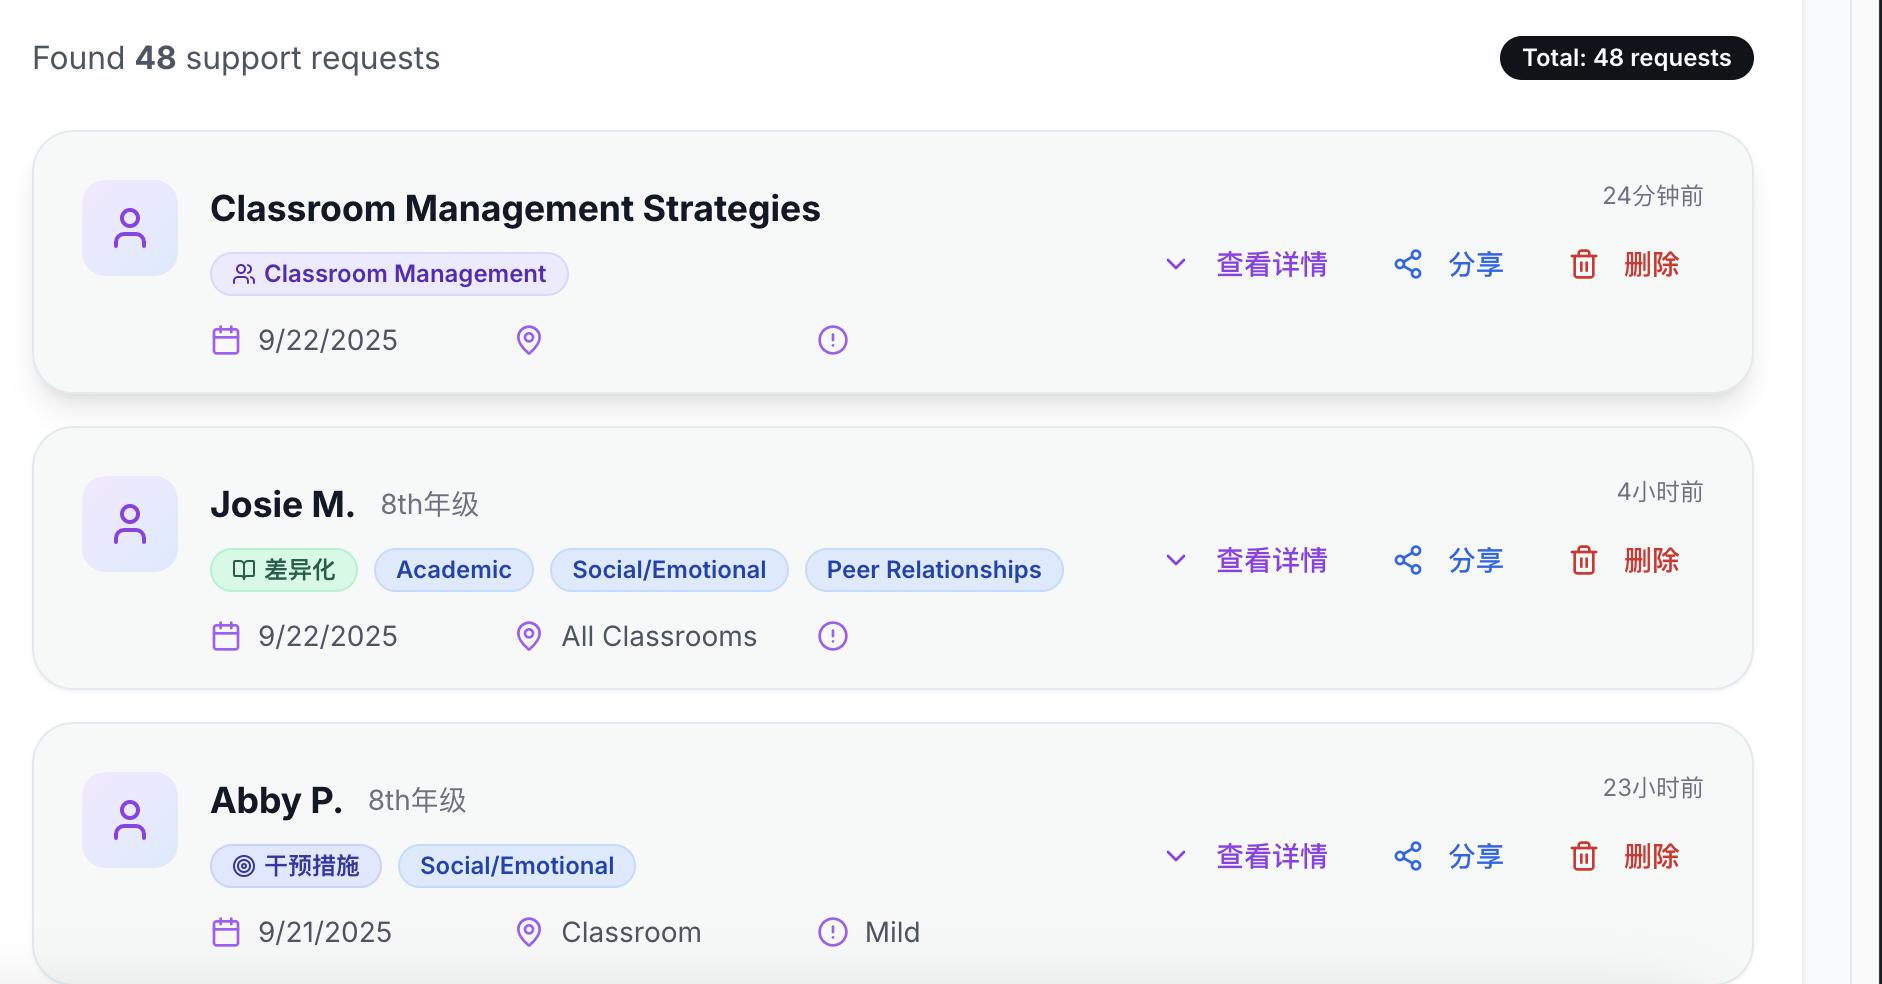 Found 48 support requests
Total: 48 requests
Classroom Management Strategies
24分钟前
Classroom Management
查看详情 分享 删除
9/22/2025
Josie M. 8th年级
4小时前
差异化 Academic Social/Emotional Peer Relationships
查看详情 分享 删除
9/22/2025 All Classrooms
Abby P. 8th年级
23小时前
干预措施 Social/Emotional
查看详情 分享 删除
9/21/2025 Classroom Mild